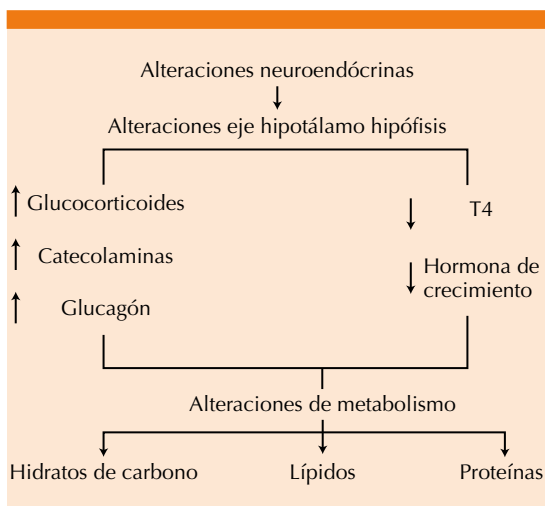 Alteraciones neuroendócrinas
Alteraciones eje hipotálamo hipófisis
Glucocorticoides
T4
Catecolaminas
Hormona de
crecimiento
Glucagón
Alteraciones de metabolismo
Hidratos de carbono
Lípidos
Proteínas